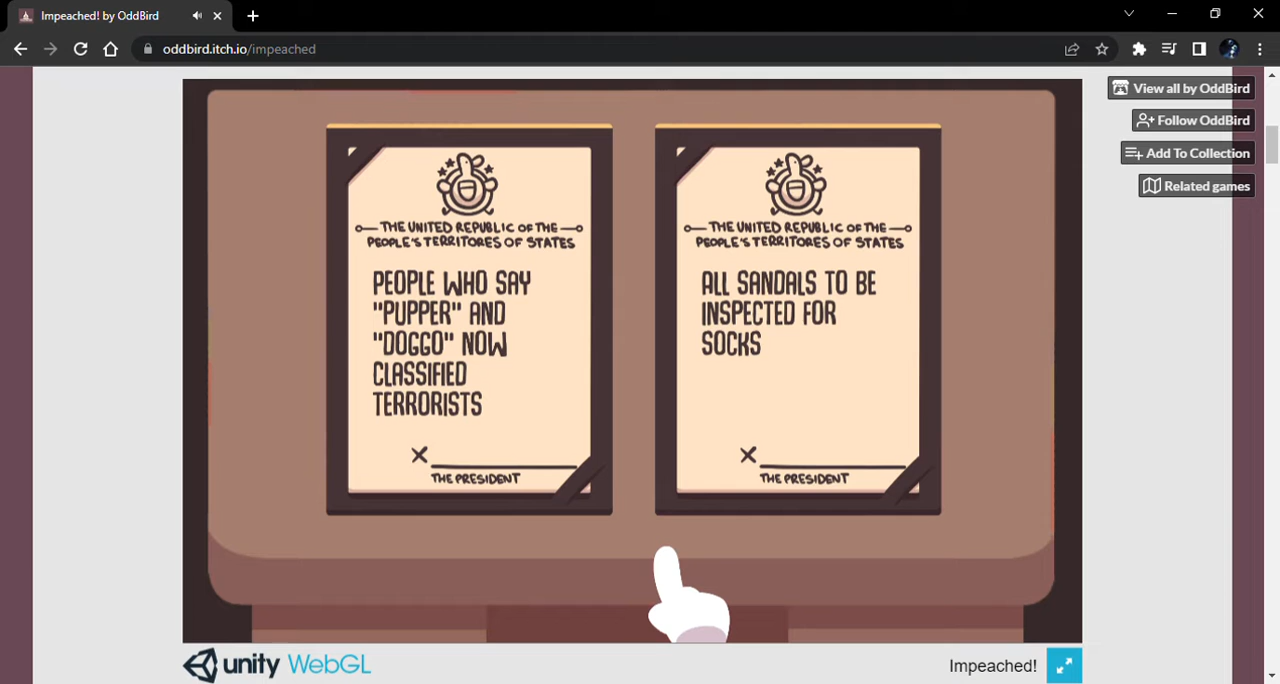 Impeached! by OddBird
oddbird.itch.io/impeached
View all by OddBird
Follow OddBird
Add To Collection
Related games
THE UNITED REPUBLIC OF THE
PEOPLE'S TERRITORES OF STATES
PEOPLE WHO SAY
"PUPPER" AND
"DOGGO" NOW
CLASSIFIED
TERRORISTS
X
THE PRESIDENT
THE UNITED REPUBLIC OF THE
PEOPLE'S TERRITORES OF STATES
ALL SANDALS TO BE
INSPECTED FOR
SOCKS
X
THE PRESIDENT
unity WebGL
Impeached!